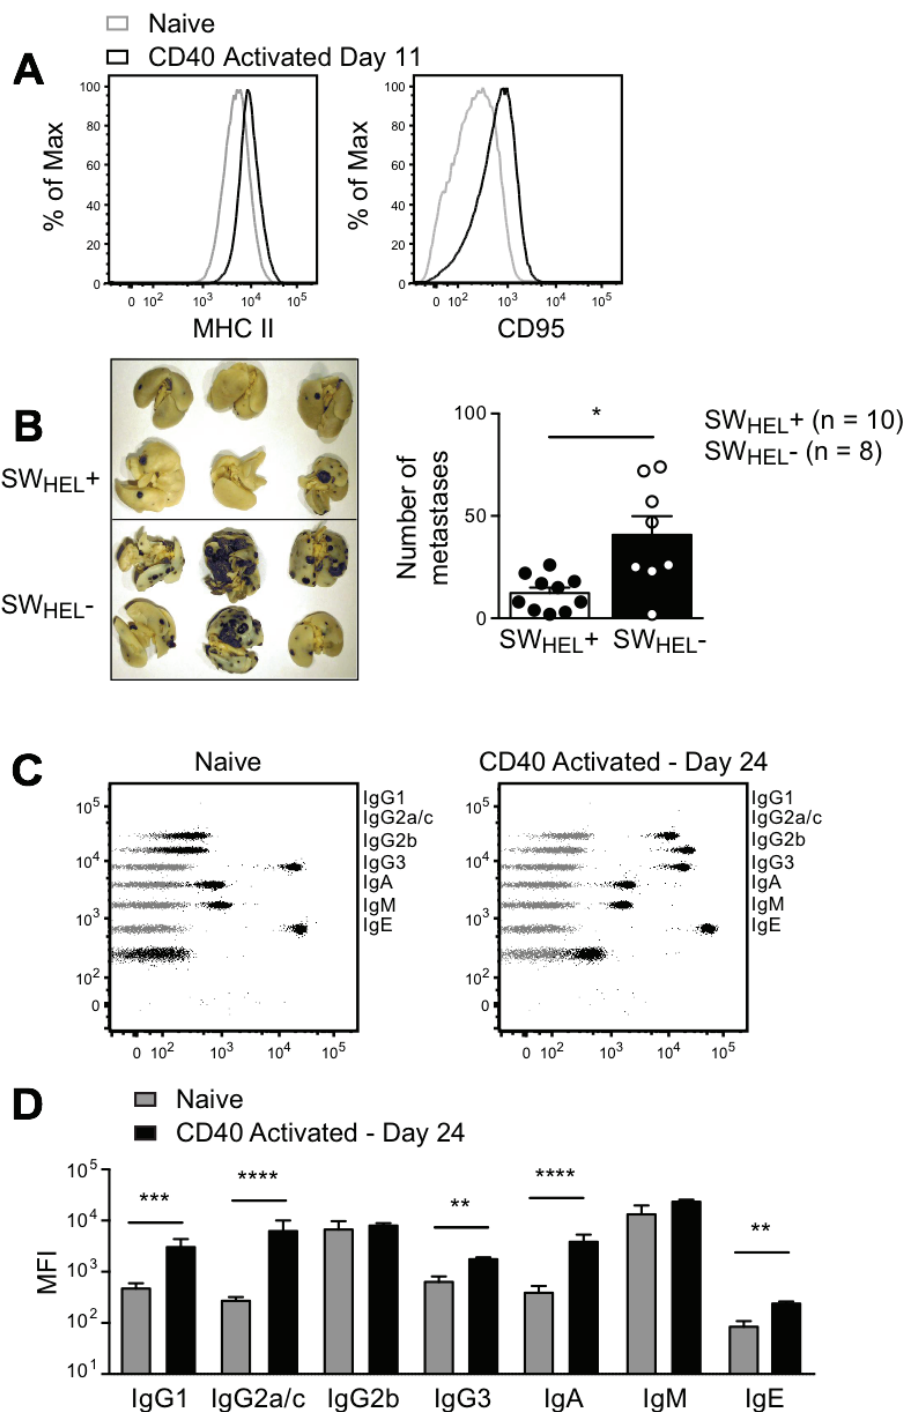 Naive
CD40 Activated Day 11
A
100
80
60
40
20
0
% of Max
0 10² 10³ 10⁴ 10⁵
MHC II
100
80
60
40
20
0
% of Max
0 10² 10³ 10⁴ 10⁵
CD95
B
SWHEL+
SWHEL-
100
50
0
Number of
metastases
*
SWHEL+ SWHEL-
SWHEL+ (n = 10)
SWHEL- (n = 8)
C
Naive
10⁵
10⁴
10³
10²
0
0 10² 10³ 10⁴ 10⁵
IgG1
IgG2a/c
IgG2b
IgG3
IgA
IgM
IgE
CD40 Activated - Day 24
10⁵
10⁴
10³
10²
0
0 10² 10³ 10⁴ 10⁵
IgG1
IgG2a/c
IgG2b
IgG3
IgA
IgM
IgE
D
Naive
CD40 Activated - Day 24
10⁵
10⁴
10³
10²
10¹
MFI
*** **** ** **** **
IgG1 IgG2a/c IgG2b IgG3 IgA IgM IgE